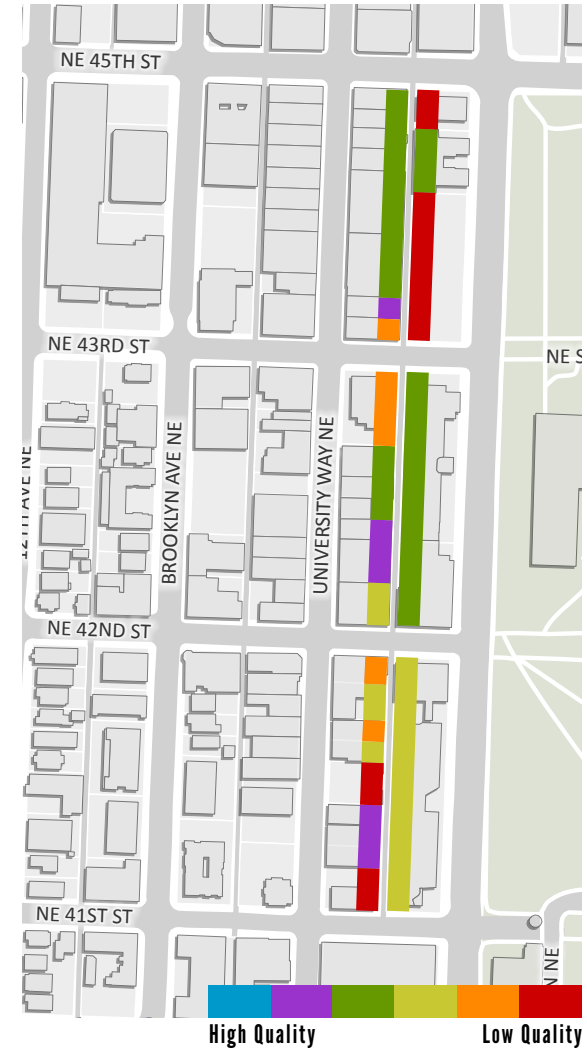 NE 45TH ST
NE 43RD ST
NE S
12TH AVE NE
BROOKLYN AVE NE
UNIVERSITY WAY NE
NE 42ND ST
NE 41ST ST
N NE
High Quality
Low Quality